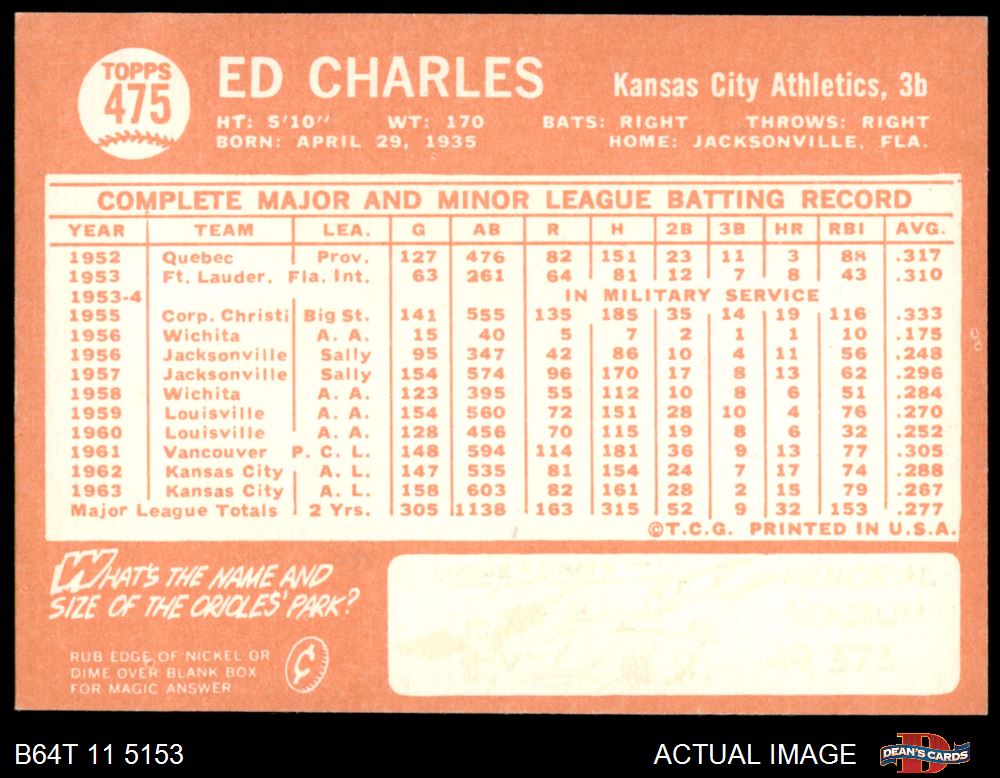 TOPPS
475
ED CHARLES
Kansas City Athletics, 3b
HT: 5'10" WT: 170 BATS: RIGHT THROWS: RIGHT
BORN: APRIL 29, 1935 HOME: JACKSONVILLE, FLA.
COMPLETE MAJOR AND MINOR LEAGUE BATTING RECORD
YEAR TEAM LEA. G AB R H 2B 3B HR RBI AVG.
1952 Quebec Prov. 127 476 82 151 23 11 3 88 .317
1953 Ft. Lauder. Fla. Int. 63 261 64 81 12 7 8 43 .310
1953-4 IN MILITARY SERVICE
1955 Corp. Christi Big St. 141 555 135 185 35 14 19 116 .333
1956 Wichita A. A. 15 40 5 7 2 1 1 10 .175
1956 Jacksonville Sally 95 347 42 86 10 4 11 56 .248
1957 Jacksonville Sally 154 574 96 170 17 8 13 62 .296
1958 Wichita A. A. 123 395 55 112 10 8 6 51 .284
1959 Louisville A. A. 154 560 72 151 28 10 4 76 .270
1960 Louisville A. A. 128 456 70 115 19 8 6 32 .252
1961 Vancouver P. C. L. 148 594 114 181 36 9 13 77 .305
1962 Kansas City A. L. 147 535 81 154 24 7 17 74 .288
1963 Kansas City A. L. 158 603 82 161 28 2 15 79 .267
Major League Totals 2 Yrs. 305 1138 163 315 52 9 32 153 .277
©T.C.G. PRINTED IN U.S.A.
WHAT'S THE NAME AND
SIZE OF THE ORIOLES' PARK?
RUB EDGE OF NICKEL OR
DIME OVER BLANK BOX
FOR MAGIC ANSWER
¢
MEMORIAL
STADIUM
373
B64T 11 5153
ACTUAL IMAGE
D
DEAN'S CARDS